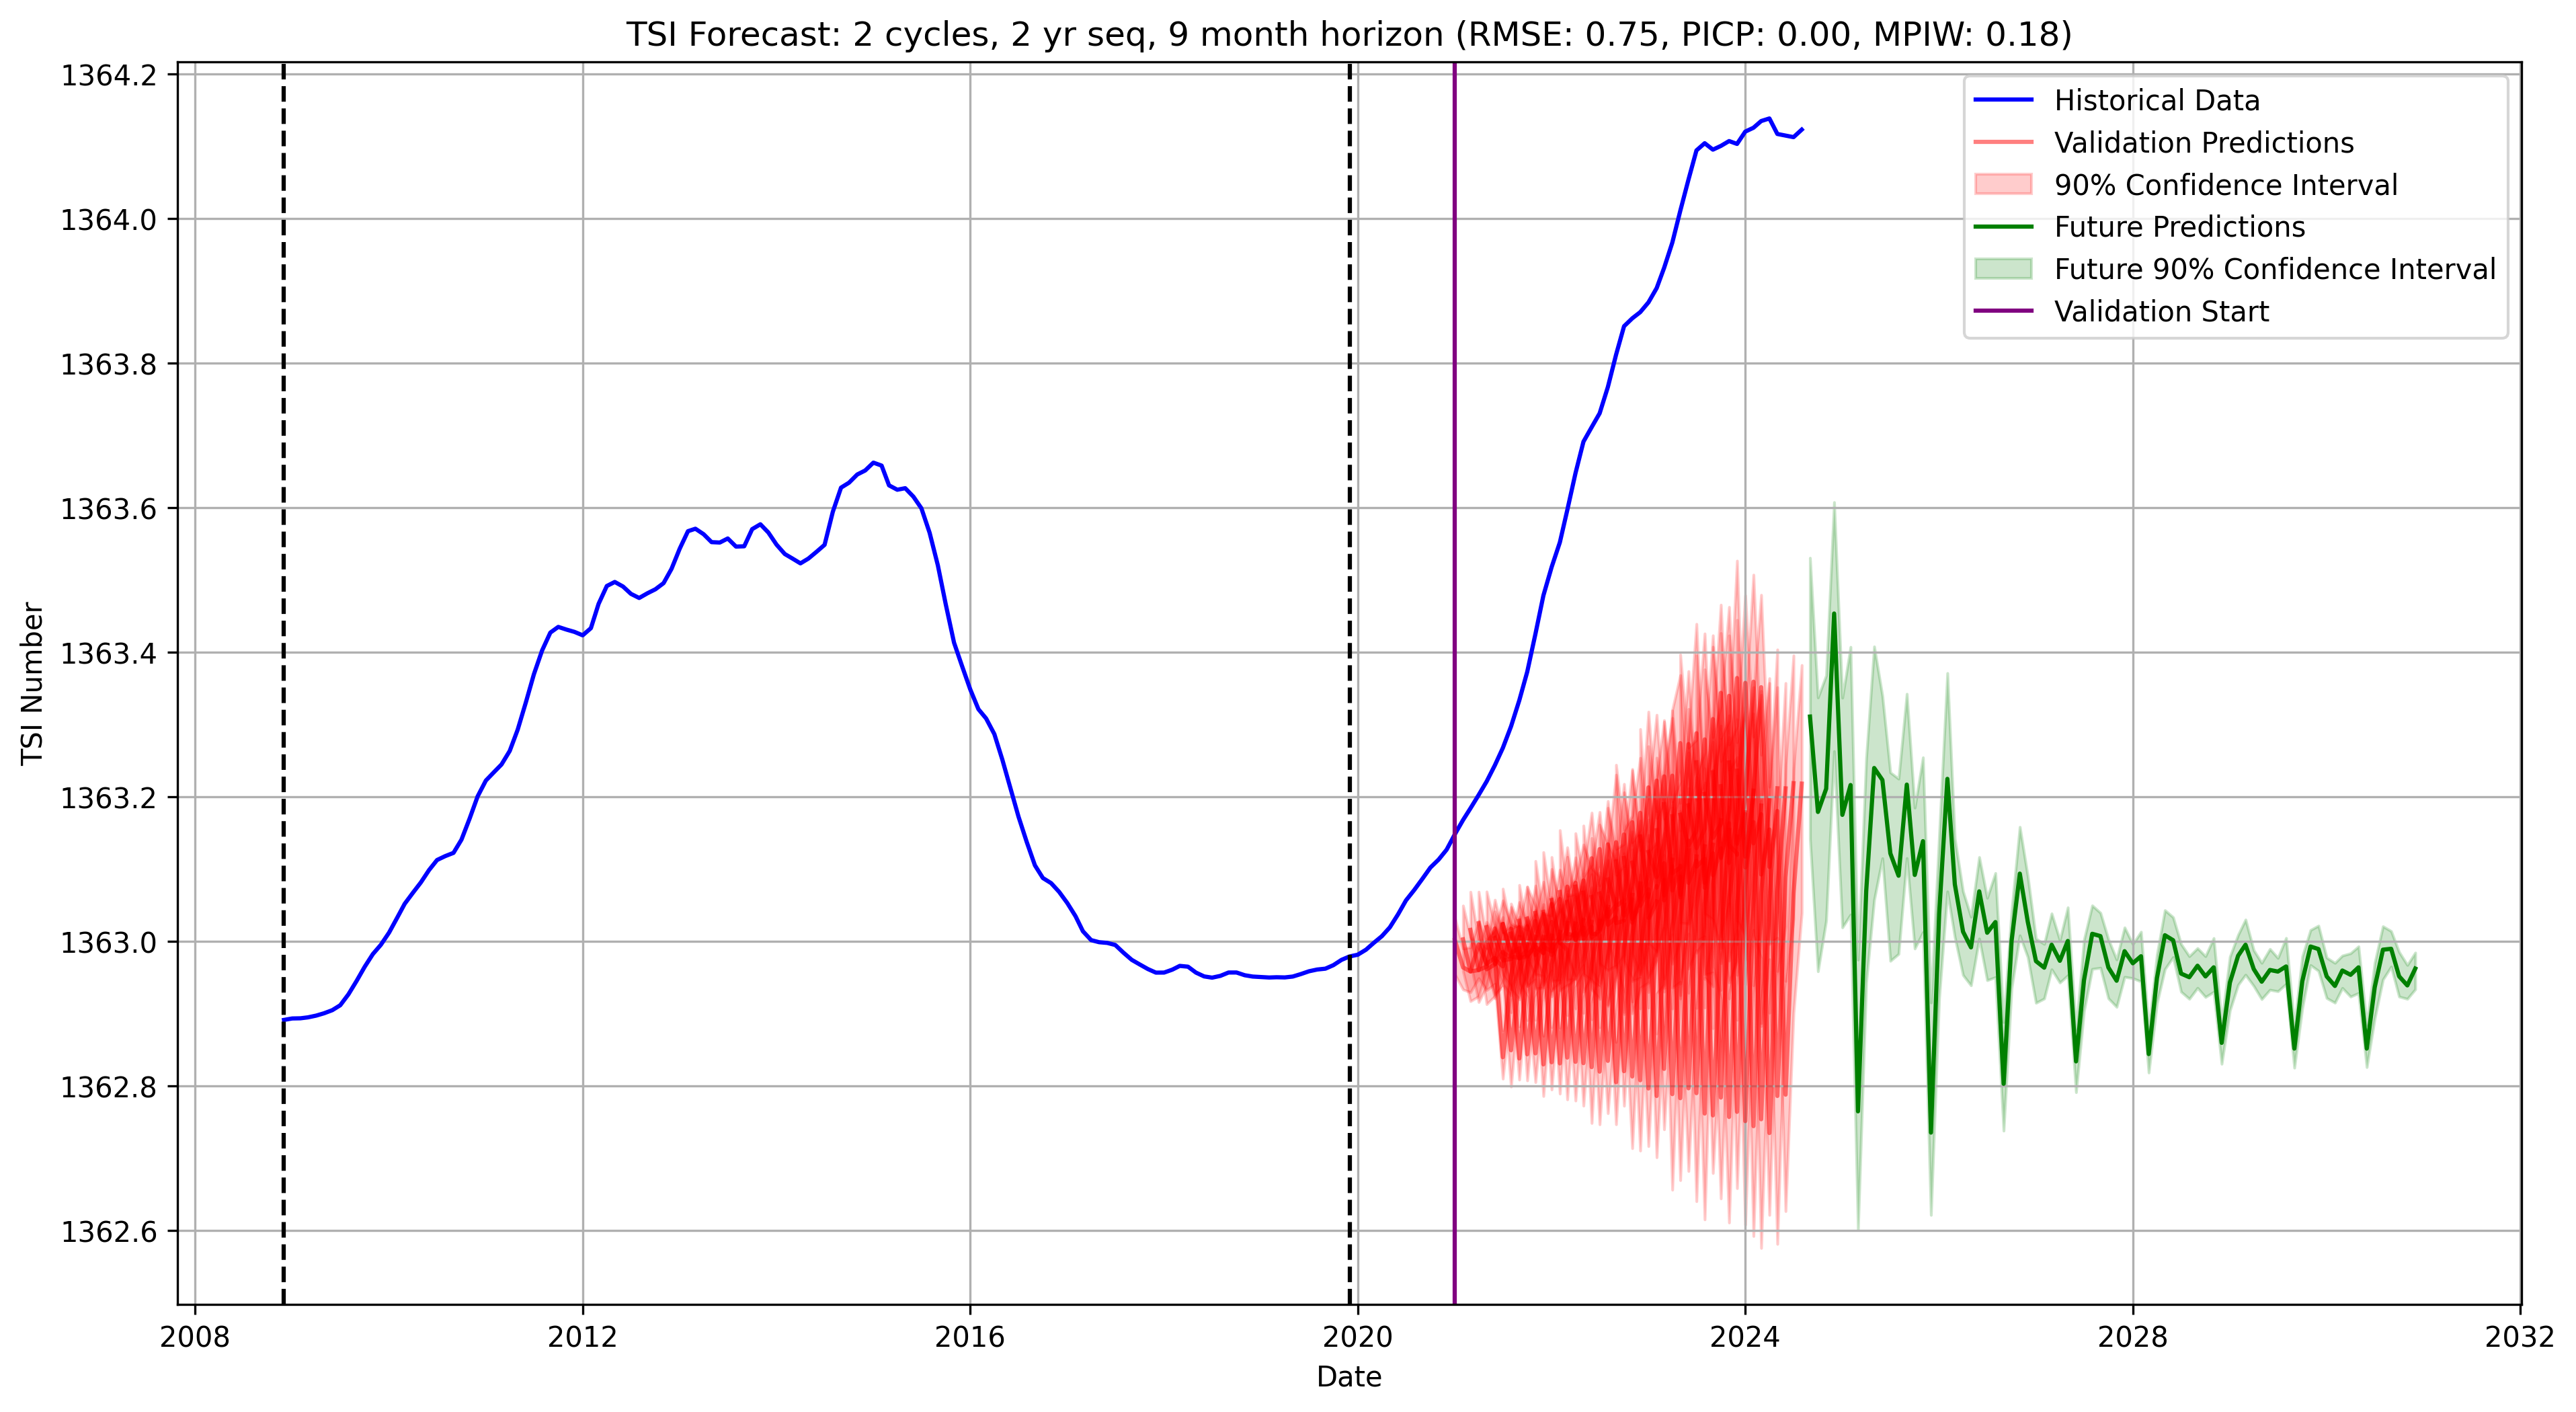 TSI Forecast: 2 cycles, 2 yr seq, 9 month horizon (RMSE: 0.75, PICP: 0.00, MPIW: 0.18)
1364.2
1364.0
1363.8
1363.6
1363.4
1363.2
1363.0
1362.8
1362.6
TSI Number
Historical Data
Validation Predictions
90% Confidence Interval
Future Predictions
Future 90% Confidence Interval
Validation Start
2008 2012 2016 2020 2024 2028 2032
Date